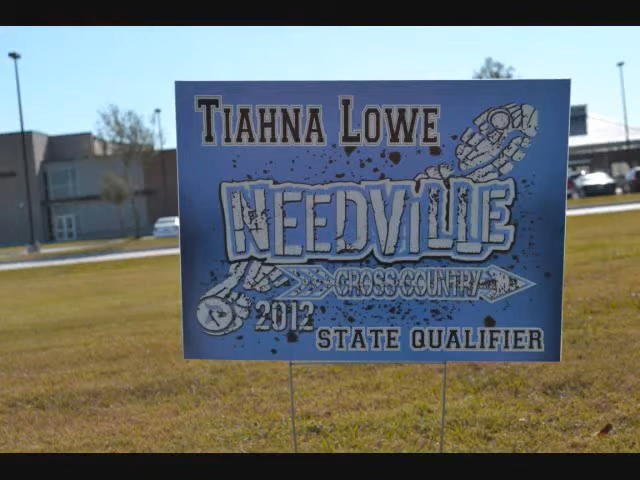 TIAHNA LOWE
NEEDVILLE
CROSS COUNTRY
2012
STATE QUALIFIER